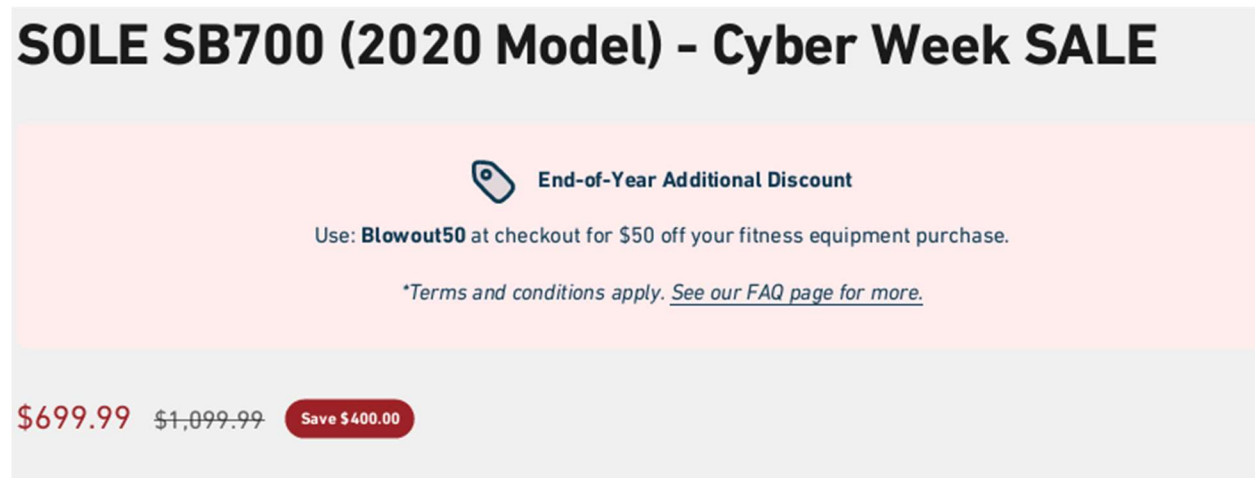 SOLE SB700 (2020 Model) - Cyber Week SALE
End-of-Year Additional Discount
Use: Blowout50 at checkout for $50 off your fitness equipment purchase.
*Terms and conditions apply. See our FAQ page for more.
$699.99 $1,099.99 Save $400.00